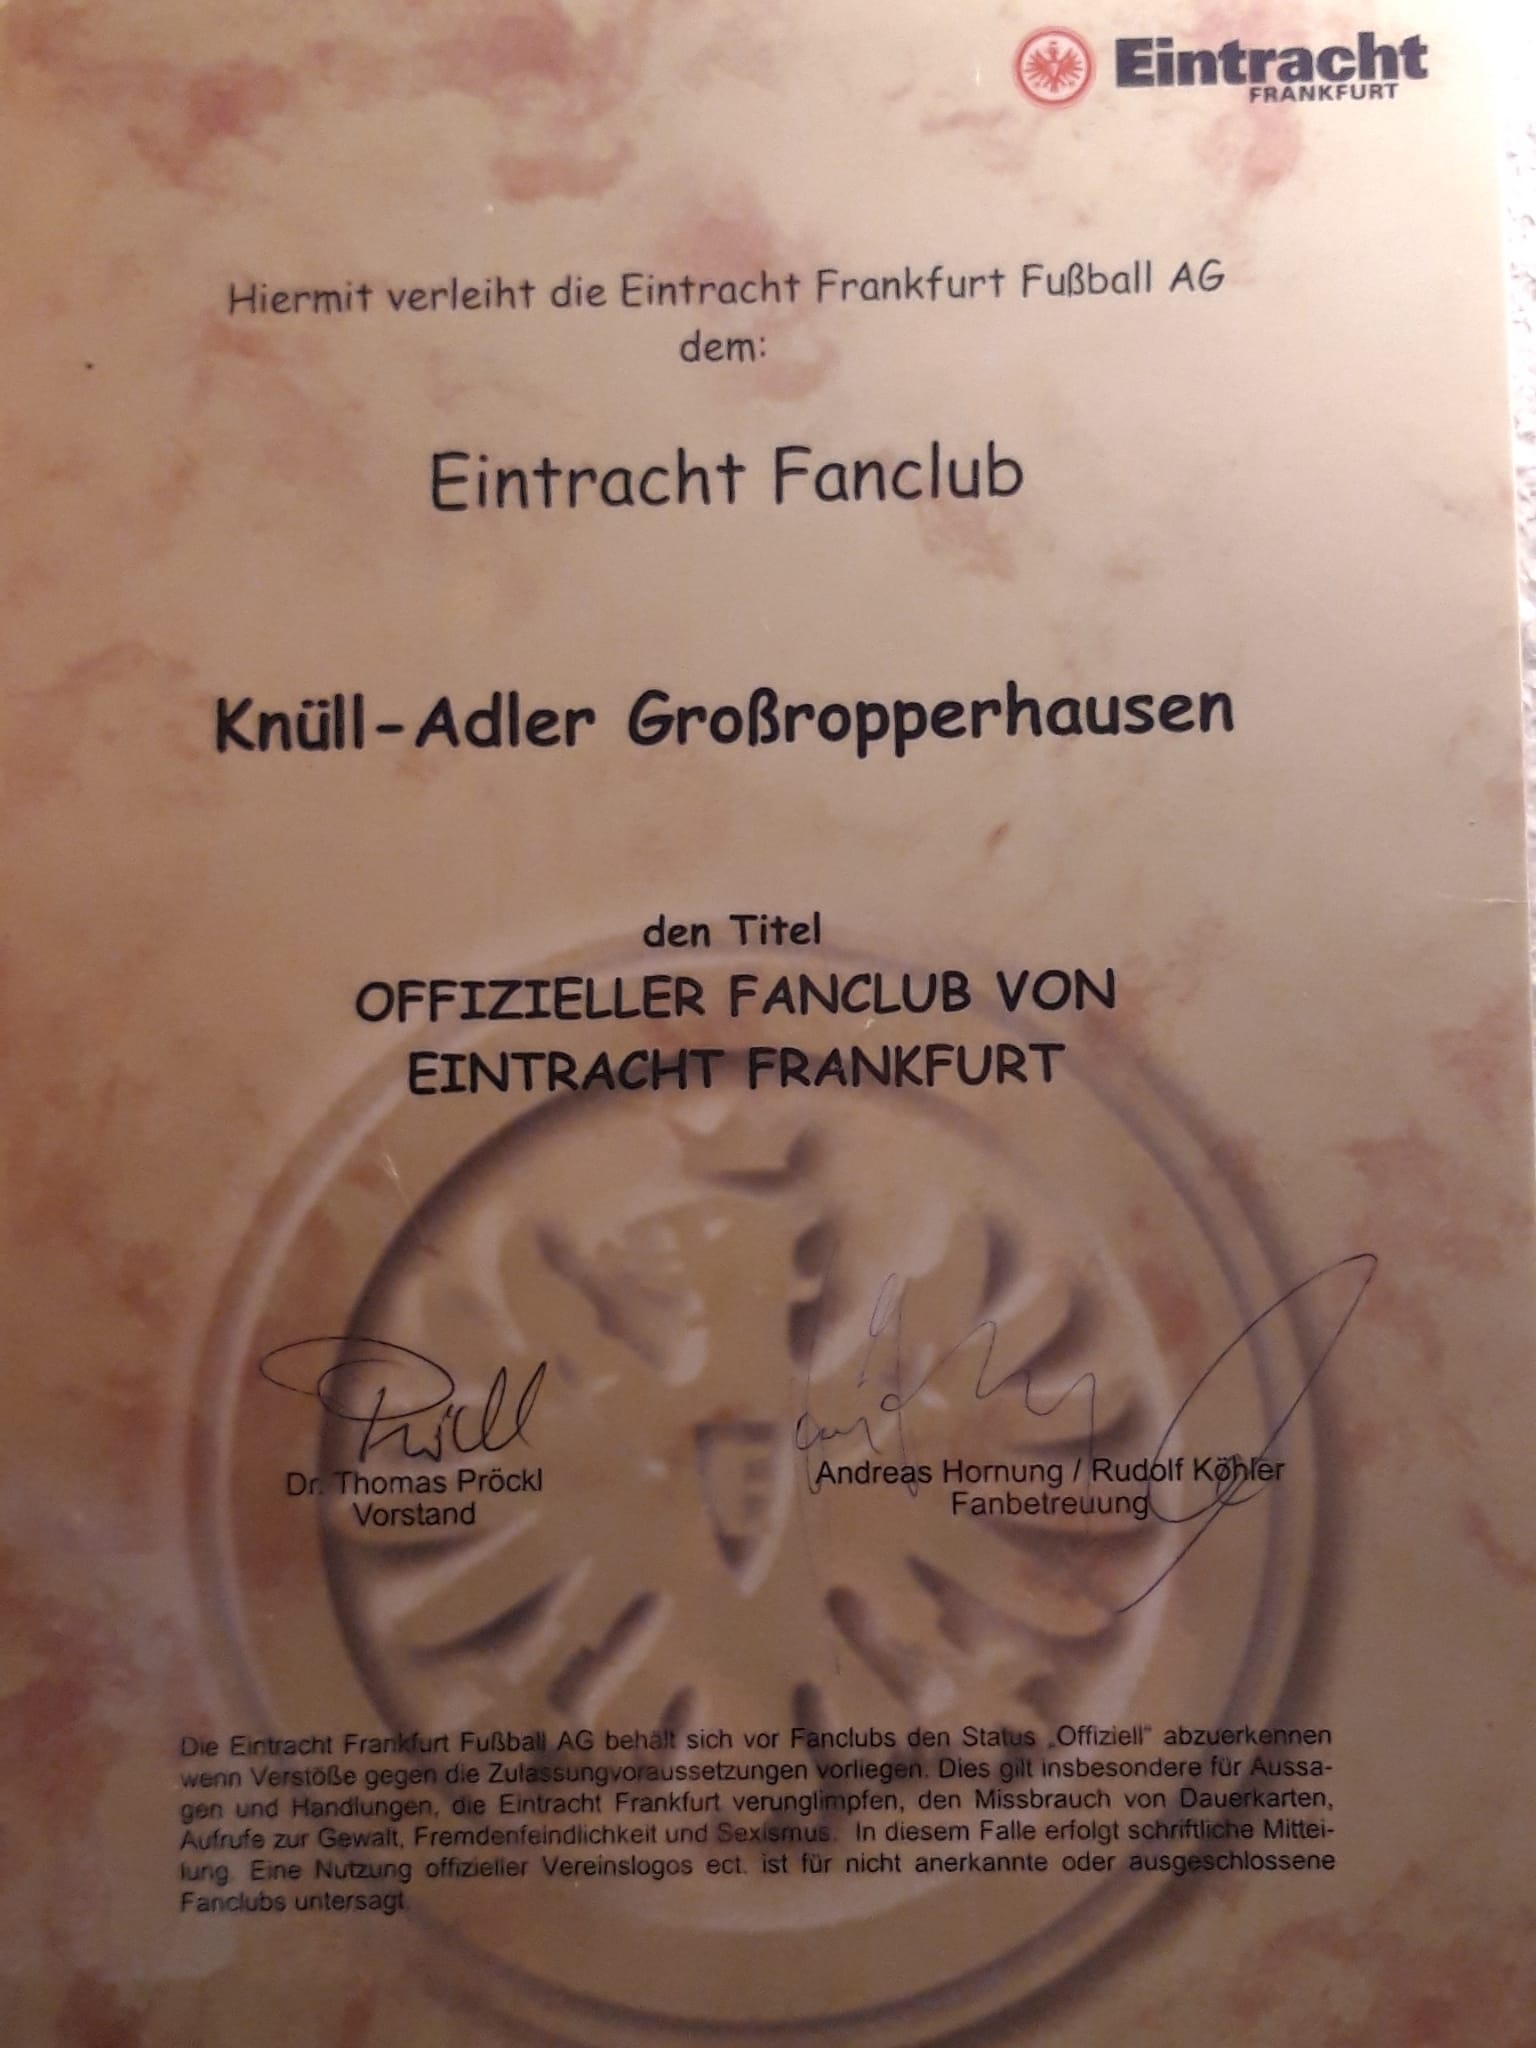 Eintracht
FRANKFURT
Hiermit verleiht die Eintracht Frankfurt Fußball AG
dem:
Eintracht Fanclub
Knüll-Adler Großropperhausen
den Titel
OFFIZIELLER FANCLUB VON
EINTRACHT FRANKFURT
Dr. Thomas Pröckl
Vorstand
Andreas Hornung / Rudolf Köhler
Fanbetreuung
Die Eintracht Frankfurt Fußball AG behält sich vor Fanclubs den Status „Offiziell“ abzuerkennen
wenn Verstöße gegen die Zulassungvoraussetzungen vorliegen. Dies gilt insbesondere für Aussa-
gen und Handlungen, die Eintracht Frankfurt verunglimpfen, den Missbrauch von Dauerkarten,
Aufrufe zur Gewalt, Fremdenfeindlichkeit und Sexismus. In diesem Falle erfolgt schriftliche Mittei-
lung. Eine Nutzung offizieller Vereinslogos ect. ist für nicht anerkannte oder ausgeschlossene
Fanclubs untersagt.